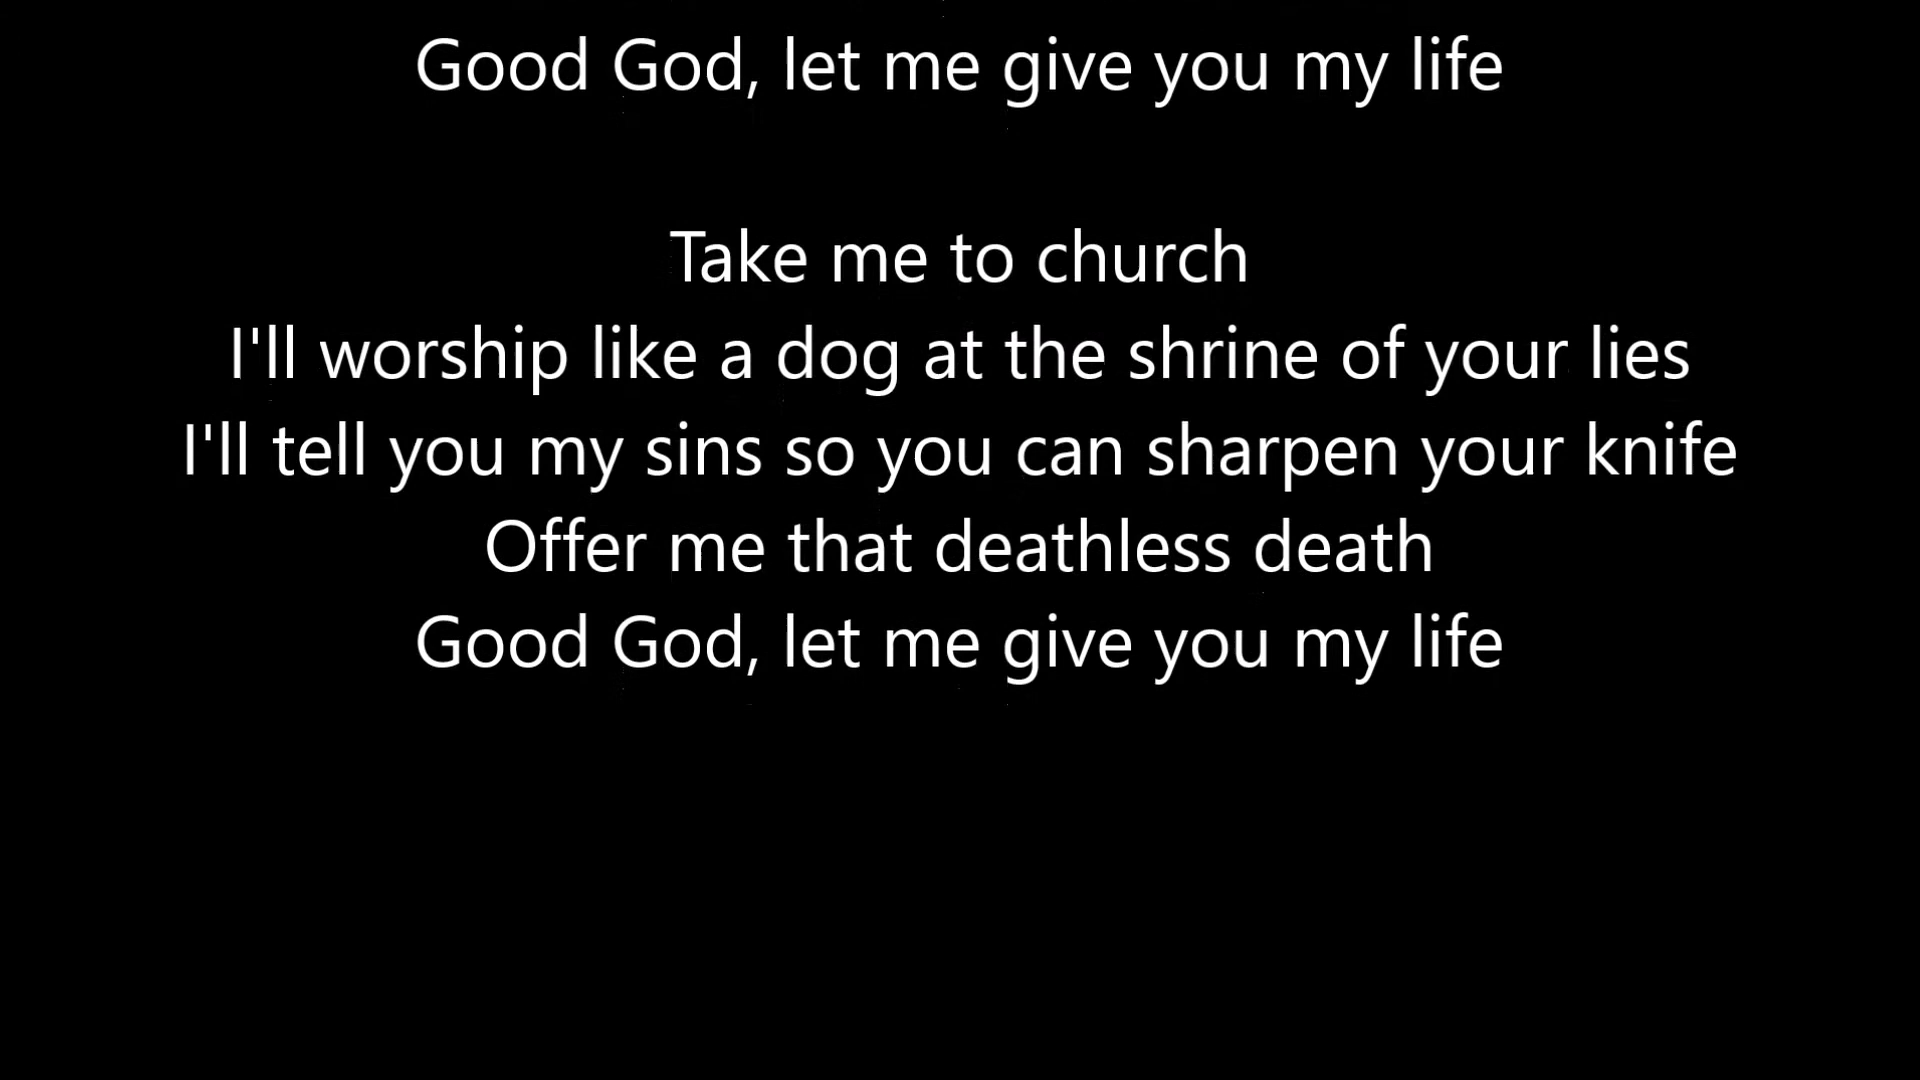 Good God, let me give you my life
Take me to church
I'll worship like a dog at the shrine of your lies
I'll tell you my sins so you can sharpen your knife
Offer me that deathless death
Good God, let me give you my life